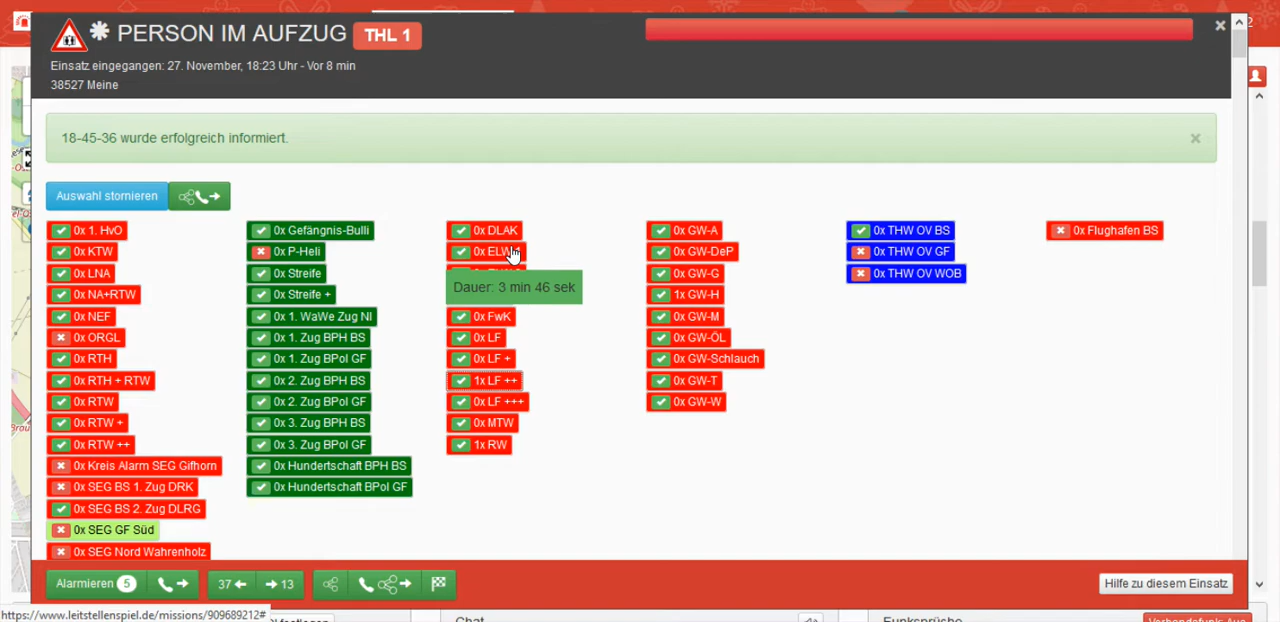 PERSON IM AUFZUG THL 1
Einsatz eingegangen: 27. November, 18:23 Uhr - Vor 8 min
38527 Meine
18-45-36 wurde erfolgreich informiert.
Auswahl stornieren
0x 1. HvO
0x KTW
0x LNA
0x NA+RTW
0x NEF
0x ORGL
0x RTH
0x RTH + RTW
0x RTW
0x RTW +
0x RTW ++
0x Kreis Alarm SEG Gifhorn
0x SEG BS 1. Zug DRK
0x SEG BS 2. Zug DLRG
0x SEG GF Süd
0x SEG Nord Wahrenholz
0x Gefängnis-Bulli
0x P-Heli
0x Streife
0x Streife +
0x 1. WaWe Zug NI
0x 1. Zug BPH BS
0x 1. Zug BPol GF
0x 2. Zug BPH BS
0x 2. Zug BPol GF
0x 3. Zug BPH BS
0x 3. Zug BPol GF
0x Hundertschaft BPH BS
0x Hundertschaft BPol GF
0x DLAK
0x
Dauer: 3 min 46 sek
0x FwK
0x LF
0x LF +
1x LF ++
0x LF +++
0x MTW
1x RW
0x GW-A
0x GW-DeP
0x GW-G
1x GW-H
0x GW-M
0x GW-ÖL
0x GW-Schlauch
0x GW-T
0x GW-W
0x THW OV BS
0x THW OV GF
0x THW OV WOB
0x Flughafen BS
Alarmieren 5
37
13
Hilfe zu diesem Einsatz
https://www.leitstellenspiel.de/missions/909689212#
Chat
Funksprüche